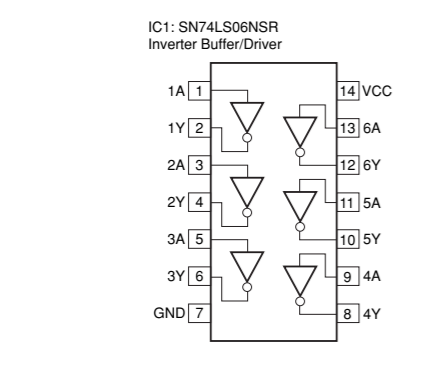 IC1: SN74LS06NSR
Inverter Buffer/Driver
1A 1 14 VCC
1Y 2 13 6A
2A 3 12 6Y
2Y 4 11 5A
3A 5 10 5Y
3Y 6 9 4A
GND 7 8 4Y